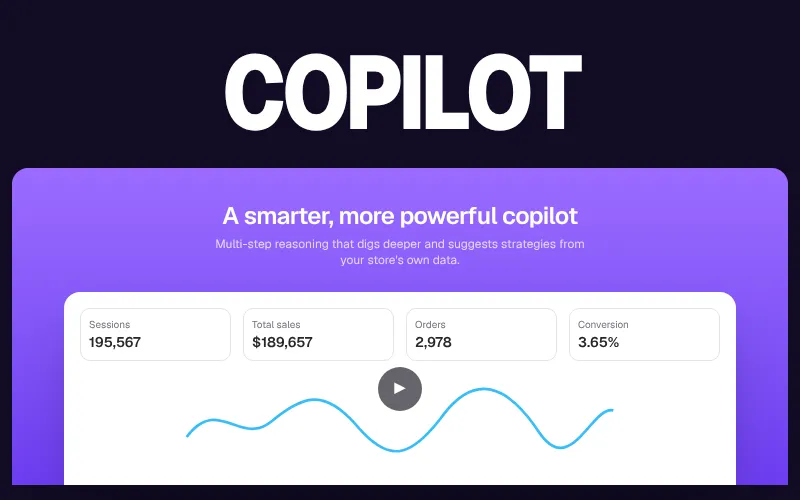 COPILOT
A smarter, more powerful copilot
Multi-step reasoning that digs deeper and suggests strategies from
your store's own data.
Sessions
195,567
Total sales
$189,657
Orders
2,978
Conversion
3.65%